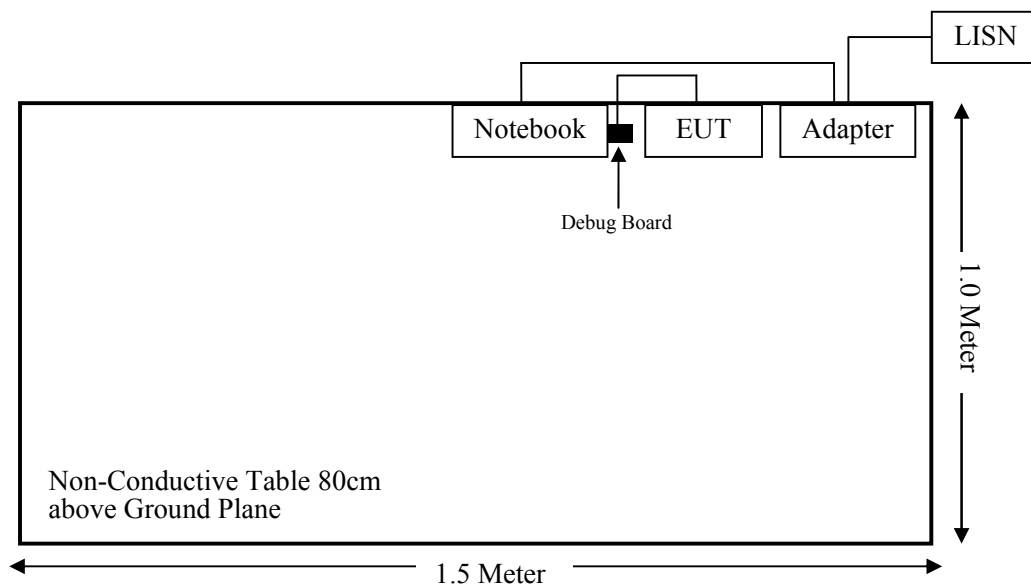 LISN
Notebook
EUT
Adapter
Debug Board
1.0 Meter
Non-Conductive Table 80cm
above Ground Plane
1.5 Meter